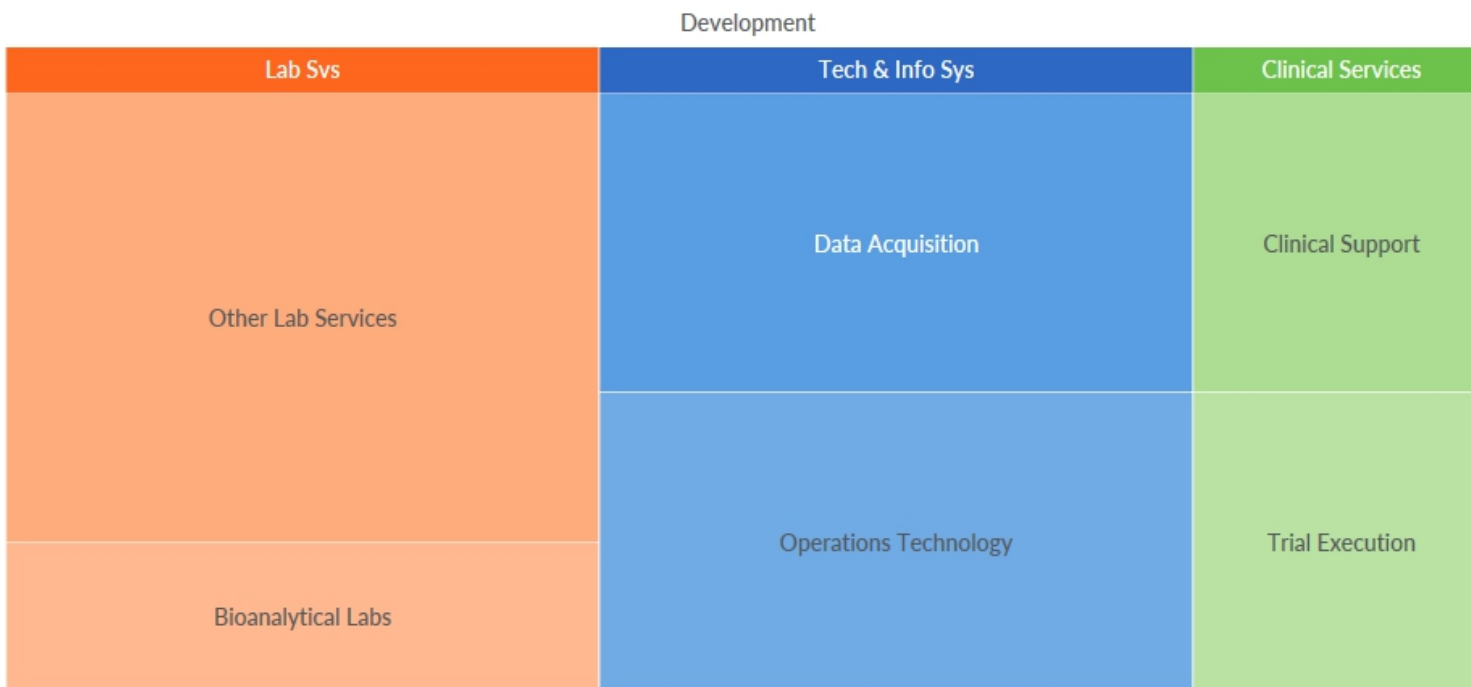 Development
Lab Svs
Tech & Info Sys
Clinical Services
Data Acquisition
Clinical Support
Other Lab Services
Operations Technology
Trial Execution
Bioanalytical Labs